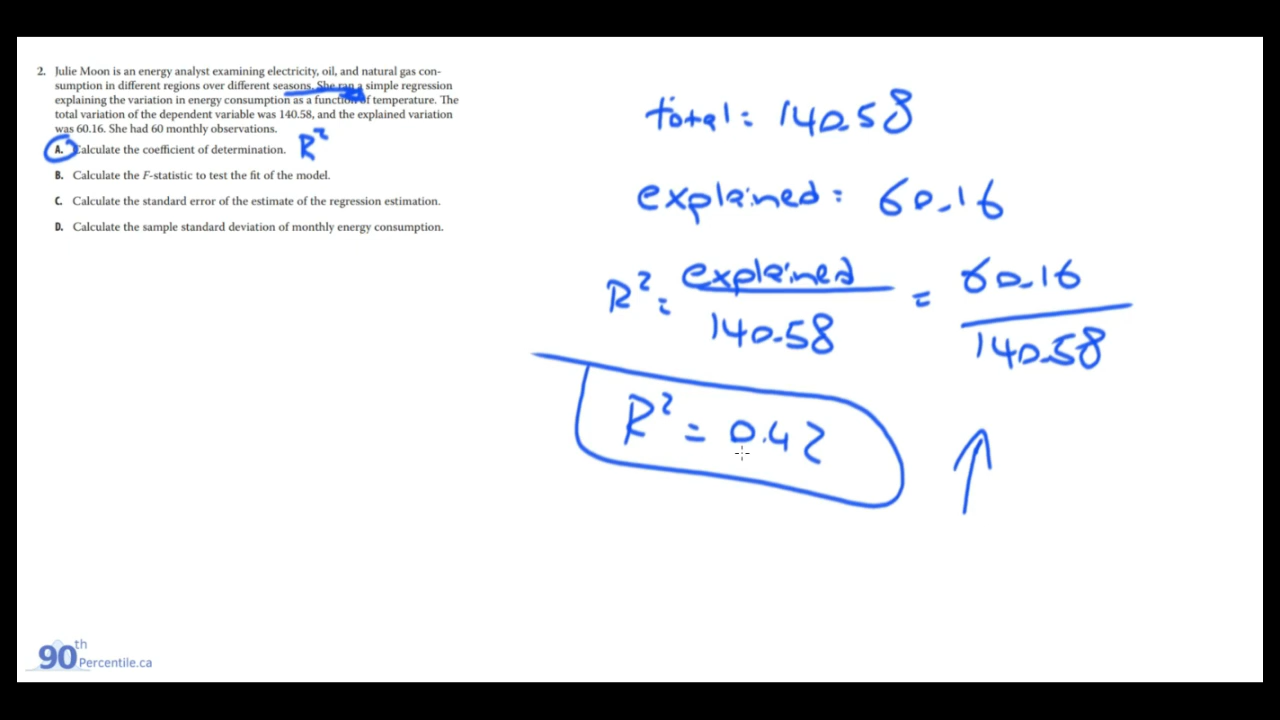 2. Julie Moon is an energy analyst examining electricity, oil, and natural gas con-
sumption in different regions over different seasons. She ran a simple regression
explaining the variation in energy consumption as a function of temperature. The
total variation of the dependent variable was 140.58, and the explained variation
was 60.16. She had 60 monthly observations.
A. Calculate the coefficient of determination. R²
B. Calculate the F-statistic to test the fit of the model.
C. Calculate the standard error of the estimate of the regression estimation.
D. Calculate the sample standard deviation of monthly energy consumption.
total: 140.58
explained: 60.16
R² = explained / 140.58 = 60.16 / 140.58
R² = 0.42
90th
Percentile.ca